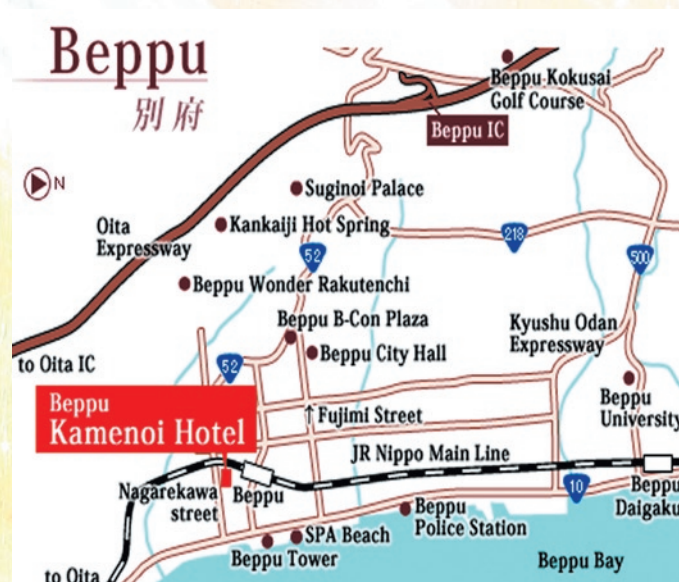 Beppu
別府
N
Beppu Kokusai
Golf Course
Beppu IC
Suginoi Palace
Oita
Expressway
Kankaiji Hot Spring
218
52
500
Beppu Wonder Rakutenchi
Beppu B-Con Plaza
Kyushu Odan
Expressway
to Oita IC
Beppu City Hall
52
Beppu
Kamenoi Hotel
Beppu
University
↑ Fujimi Street
JR Nippo Main Line
Nagarekawa
street
Beppu
10
Beppu
Daigaku
Beppu
Police Station
SPA Beach
Beppu Tower
Beppu Bay
to Oita